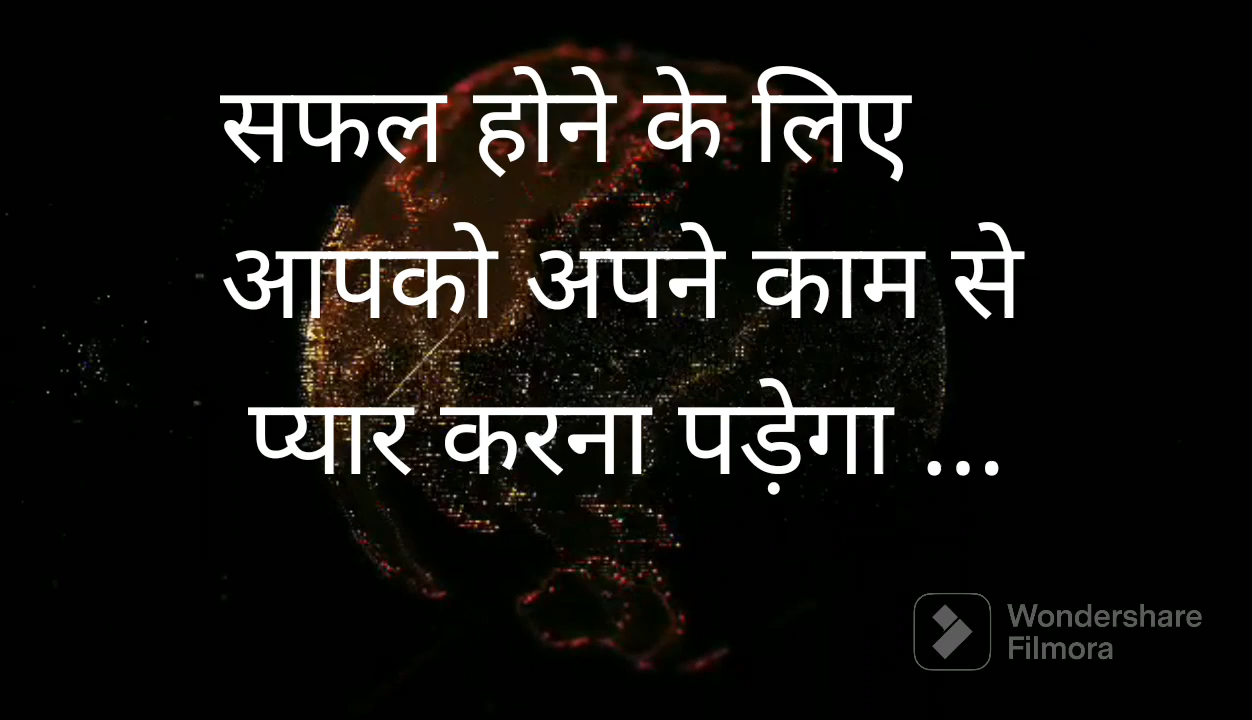 सफल होने के लिए
आपको अपने काम से
प्यार करना पड़ेगा ...
Wondershare
Filmora